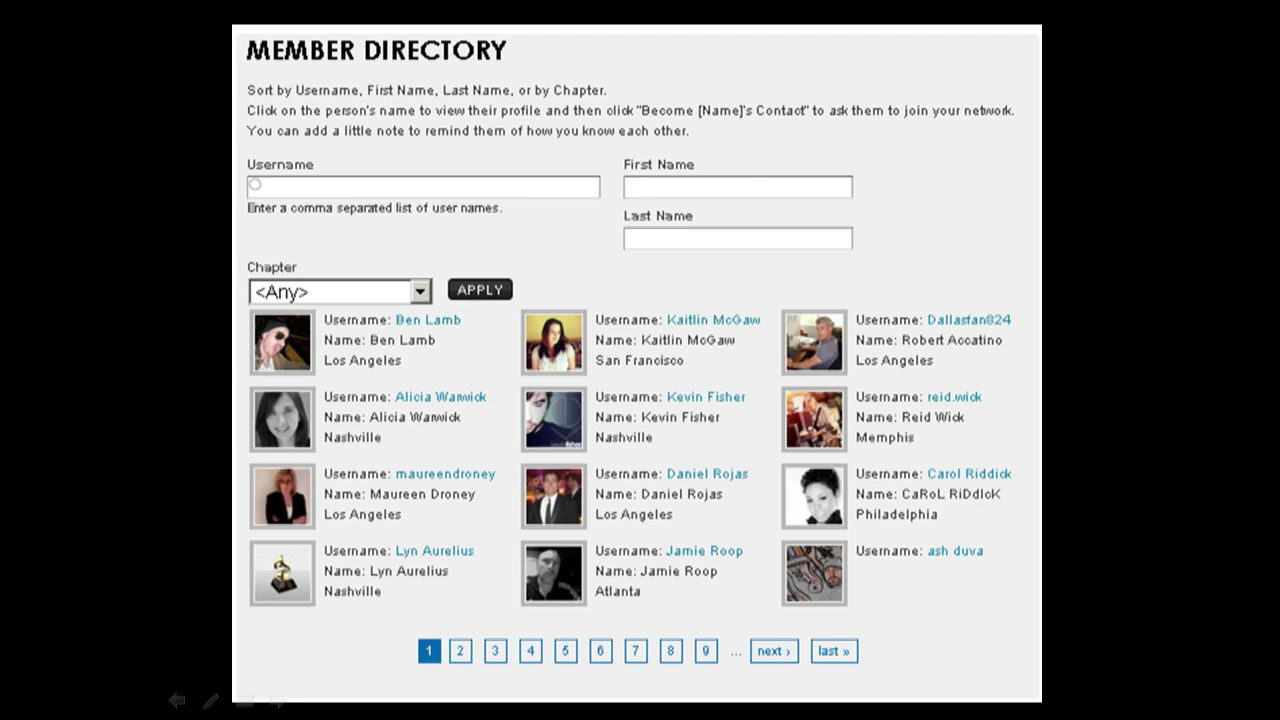 MEMBER DIRECTORY
Sort by Username, First Name, Last Name, or by Chapter.
Click on the person's name to view their profile and then click "Become [Name]'s Contact" to ask them to join your network.
You can add a little note to remind them of how you know each other.
Username
Enter a comma separated list of user names.
First Name
Last Name
Chapter
<Any>
APPLY
Username: Ben Lamb
Name: Ben Lamb
Los Angeles
Username: Kaitlin McGaw
Name: Kaitlin McGaw
San Francisco
Username: Dallasfan824
Name: Robert Accatino
Los Angeles
Username: Alicia Warwick
Name: Alicia Warwick
Nashville
Username: Kevin Fisher
Name: Kevin Fisher
Nashville
Username: reid.wick
Name: Reid Wick
Memphis
Username: maureendroney
Name: Maureen Droney
Los Angeles
Username: Daniel Rojas
Name: Daniel Rojas
Los Angeles
Username: Carol Riddick
Name: CaRoL RiDdIcK
Philadelphia
Username: Lyn Aurelius
Name: Lyn Aurelius
Nashville
Username: Jamie Roop
Name: Jamie Roop
Atlanta
Username: ash duva
1 2 3 4 5 6 7 8 9 ... next › last »